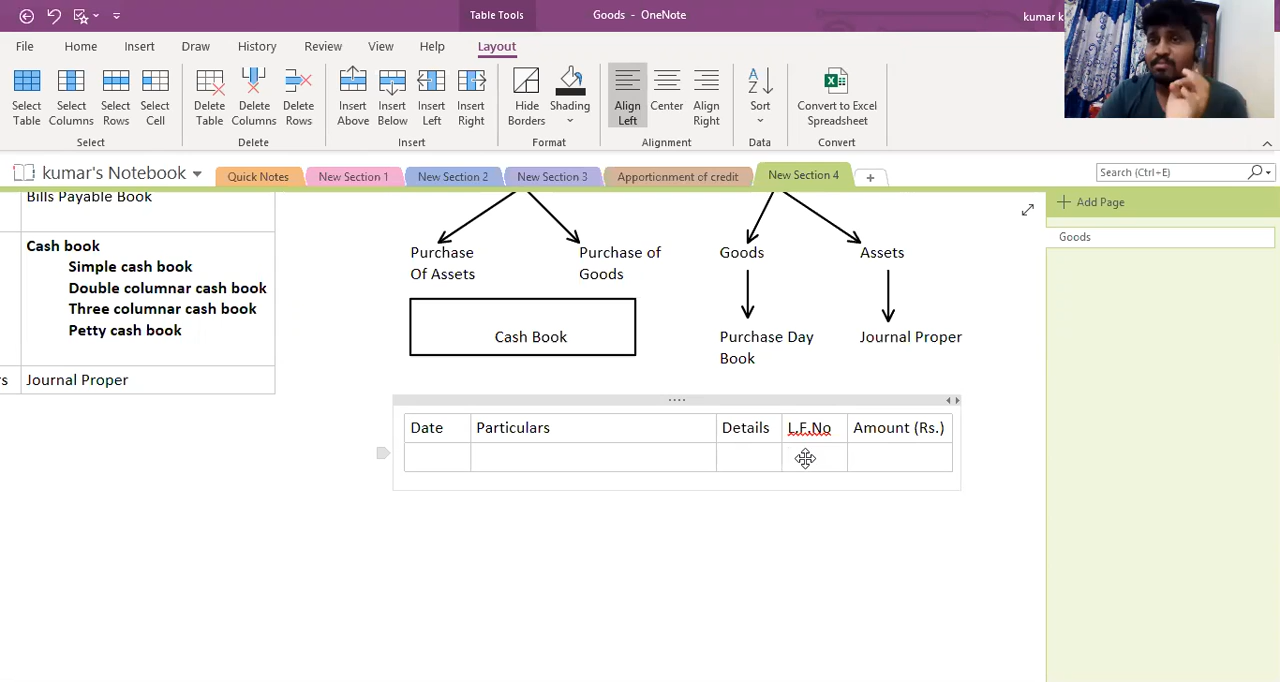 Table Tools
Goods - OneNote
kumar k
File Home Insert Draw History Review View Help Layout
Select Table
Select Columns
Select Rows
Select Cell
Delete Table
Delete Columns
Delete Rows
Insert Above
Insert Below
Insert Left
Insert Right
Hide Borders
Shading
Align Left
Center
Align Right
Sort
Convert to Excel Spreadsheet
Select
Delete
Insert
Format
Alignment
Data
Convert
kumar's Notebook
Quick Notes
New Section 1
New Section 2
New Section 3
Apportionment of credit
New Section 4
Search (Ctrl+E)
Add Page
Goods
Bills Payable Book
Cash book
Simple cash book
Double columnar cash book
Three columnar cash book
Petty cash book
rs Journal Proper
Purchase
Of Assets
Purchase of
Goods
Goods
Assets
Cash Book
Purchase Day
Book
Journal Proper
Date Particulars Details L.F.No Amount (Rs.)